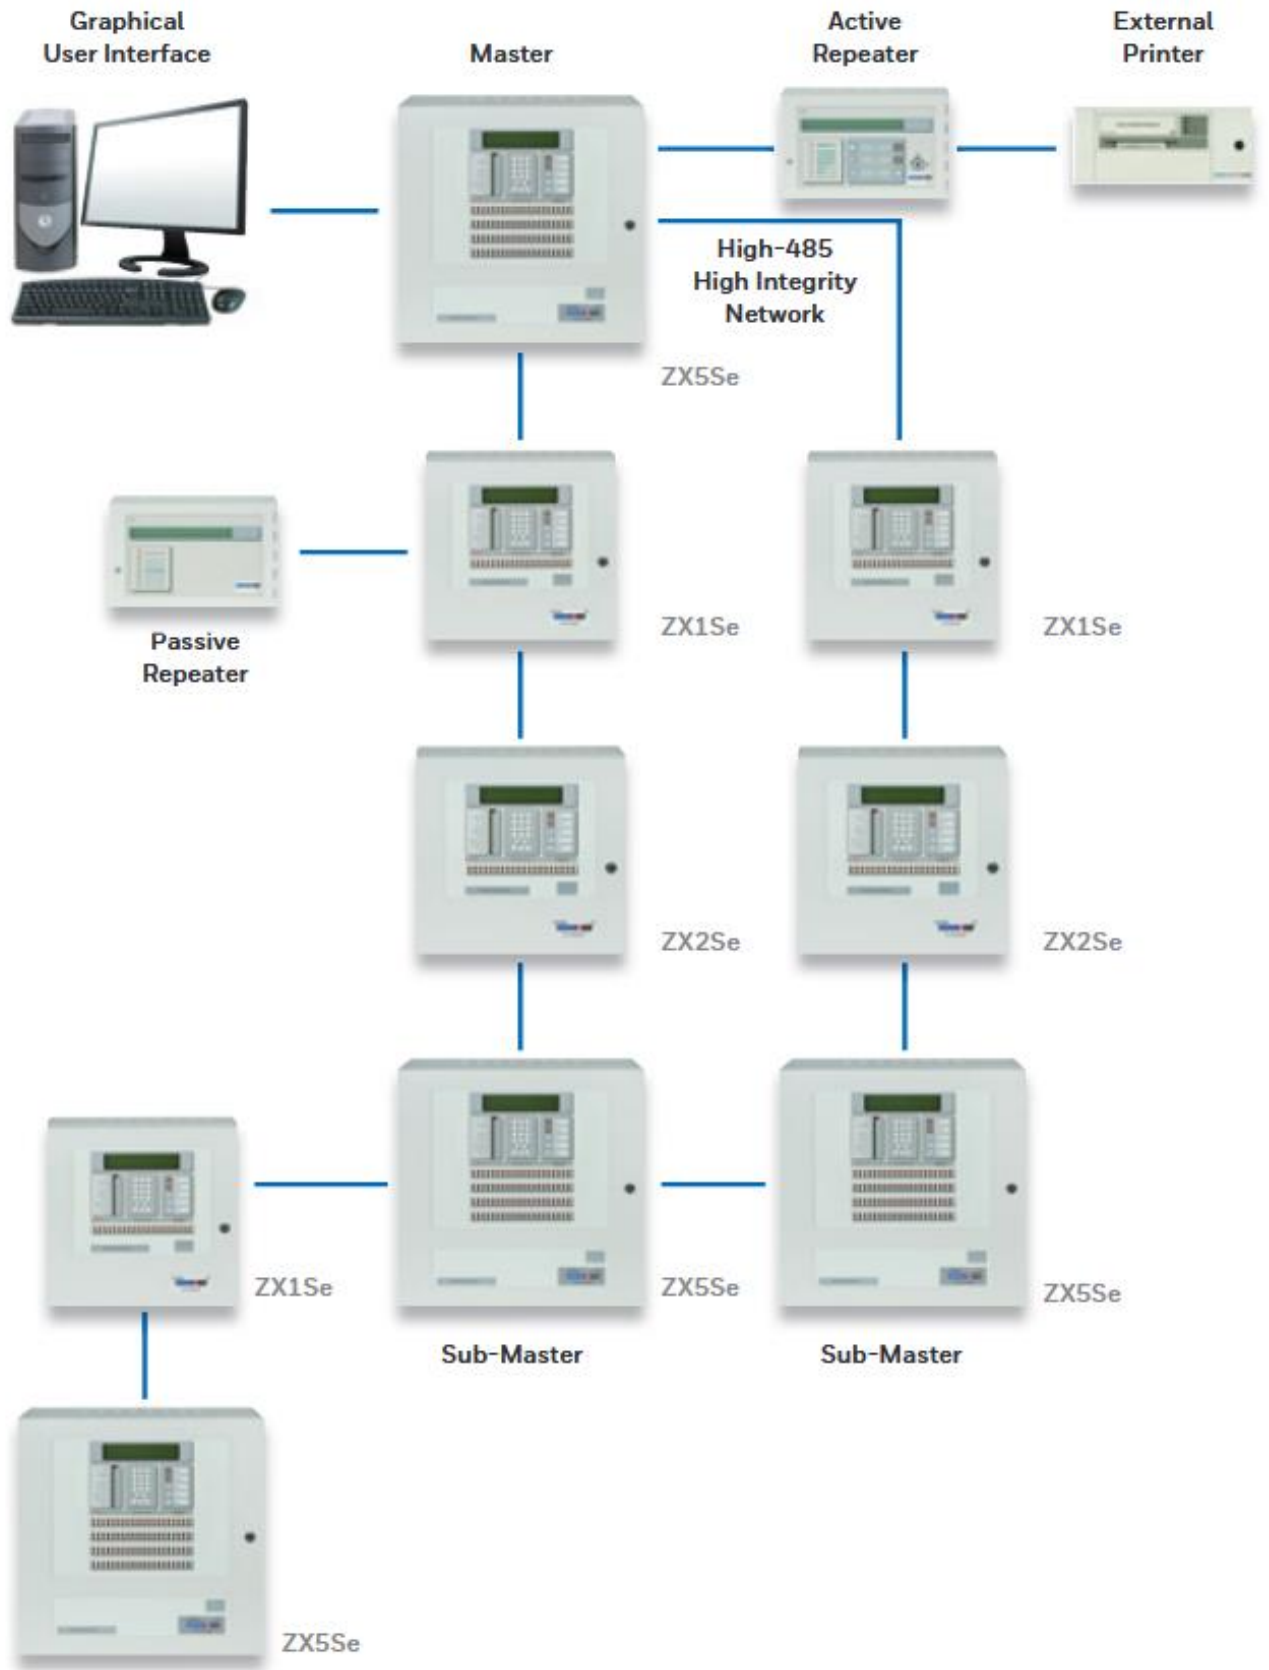 Graphical
User Interface
Master
Active
Repeater
External
Printer
High-485
High Integrity
Network
ZX5Se
Passive
Repeater
ZX1Se
ZX1Se
ZX2Se
ZX2Se
ZX1Se
ZX5Se
ZX5Se
Sub-Master
Sub-Master
ZX5Se